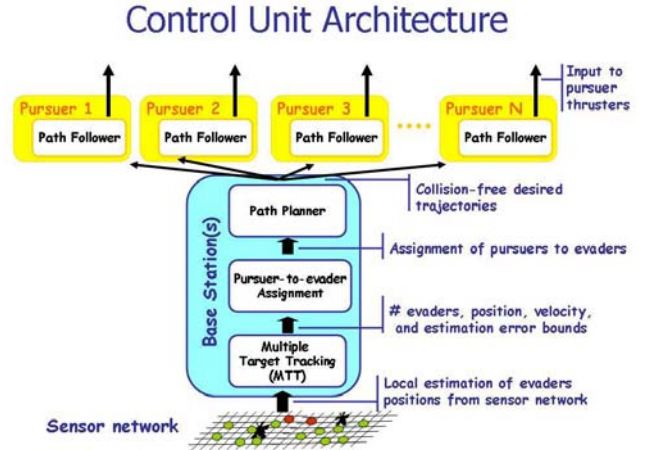 Control Unit Architecture
Input to
pursuer
thrusters
Pursuer 1
Pursuer 2
Pursuer 3
Pursuer N
Path Follower
Path Follower
Path Follower
Path Follower
Collision-free desired
trajectories
Base Station(s)
Path Planner
Assignment of pursuers to evaders
Pursuer-to-evader
Assignment
# evaders, position, velocity,
and estimation error bounds
Multiple
Target Tracking
(MTT)
Local estimation of evaders
positions from sensor network
Sensor network